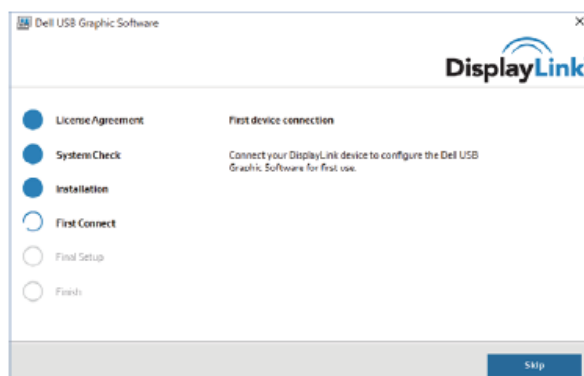 Dell USB Graphic Software
DisplayLink
License Agreement
System Check
Installation
First Connect
Final Setup
Finish
First device connection
Connect your DisplayLink device to configure the Dell USB
Graphic Software for first use.
Skip